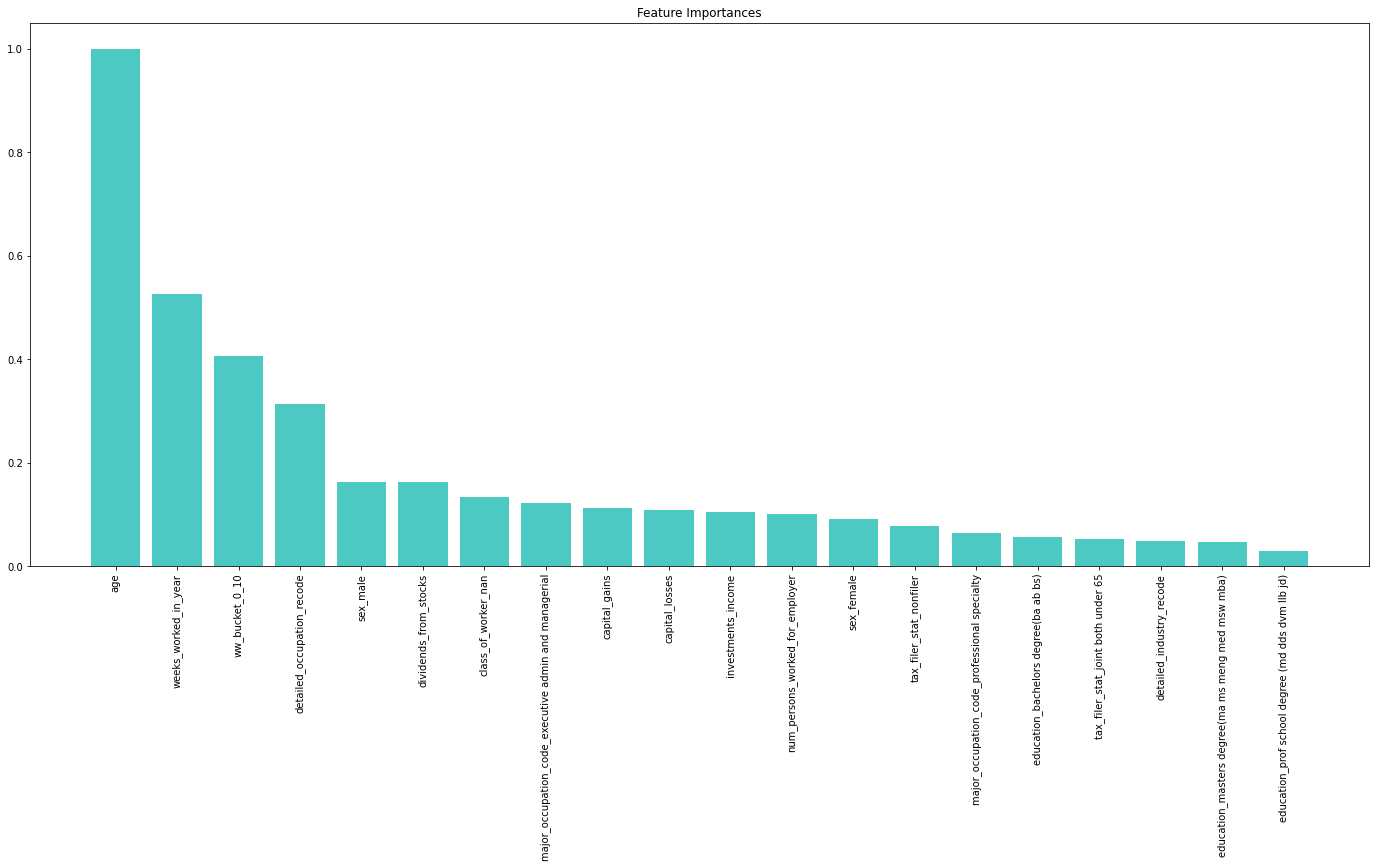 Feature Importances
1.0
0.8
0.6
0.4
0.2
0.0
age
weeks_worked_in_year
ww_bucket_0_10
detailed_occupation_recode
sex_male
dividends_from_stocks
class_of_worker_nan
major_occupation_code_executive admin and managerial
capital_gains
capital_losses
investments_income
num_persons_worked_for_employer
sex_female
tax_filer_stat_nonfiler
major_occupation_code_professional specialty
education_bachelors degree(ba ab bs)
tax_filer_stat_joint both under 65
detailed_industry_recode
education_masters degree(ma ms meng med msw mba)
education_prof school degree (md dds dvm llb jd)